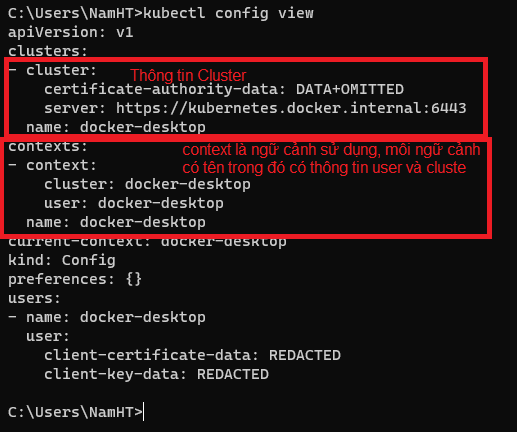 C:\Users\NamHT>kubectl config view
apiVersion: v1
clusters:
- cluster:
Thông tin Cluster
certificate-authority-data: DATA+OMITTED
server: https://kubernetes.docker.internal:6443
name: docker-desktop
contexts:
context là ngữ cảnh sử dụng, mỗi ngữ cảnh
- context:
có tên trong đó có thông tin user và cluste
cluster: docker-desktop
user: docker-desktop
name: docker-desktop
current-context: docker-desktop
kind: Config
preferences: {}
users:
- name: docker-desktop
user:
client-certificate-data: REDACTED
client-key-data: REDACTED
C:\Users\NamHT>